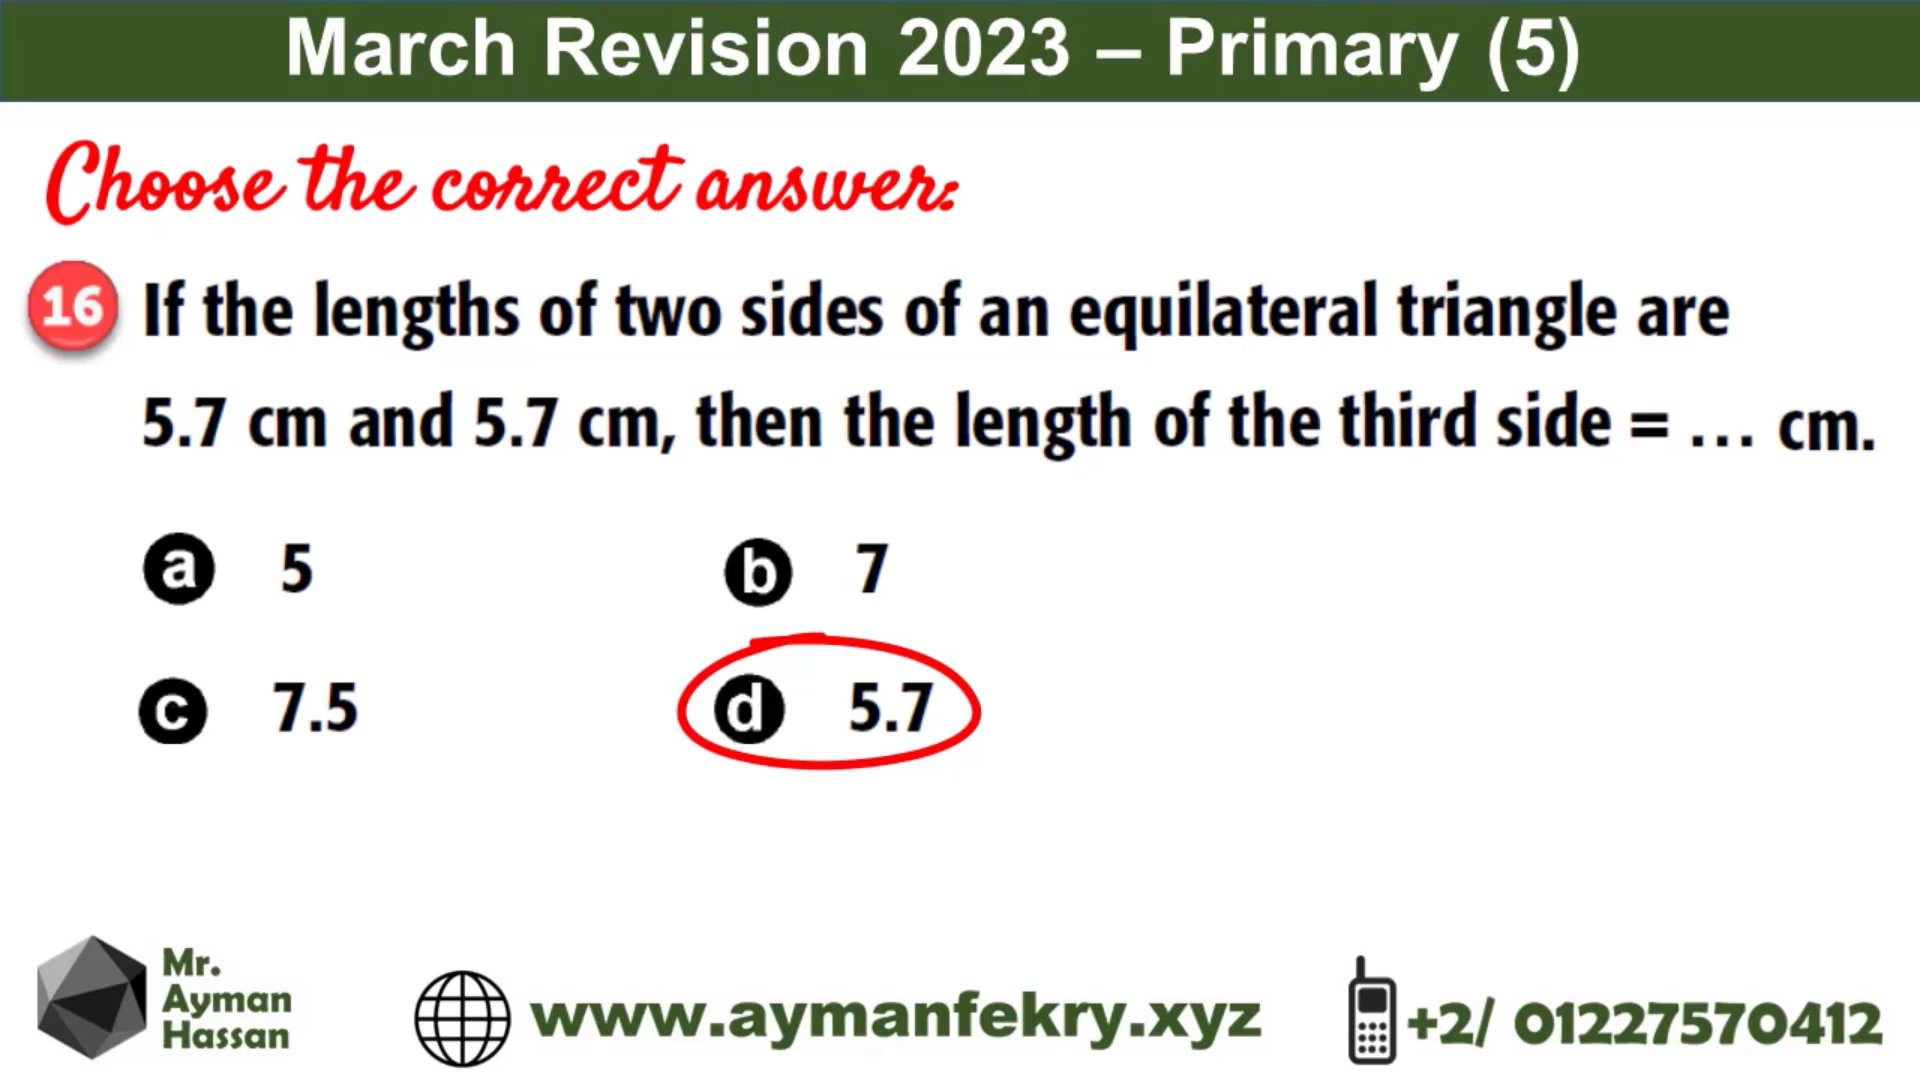 March Revision 2023 – Primary (5)
Choose the correct answer:
16 If the lengths of two sides of an equilateral triangle are
5.7 cm and 5.7 cm, then the length of the third side = ... cm.
a 5 b 7
c 7.5 d 5.7
Mr.
Ayman
Hassan
www.aymanfekry.xyz
+2/ 01227570412